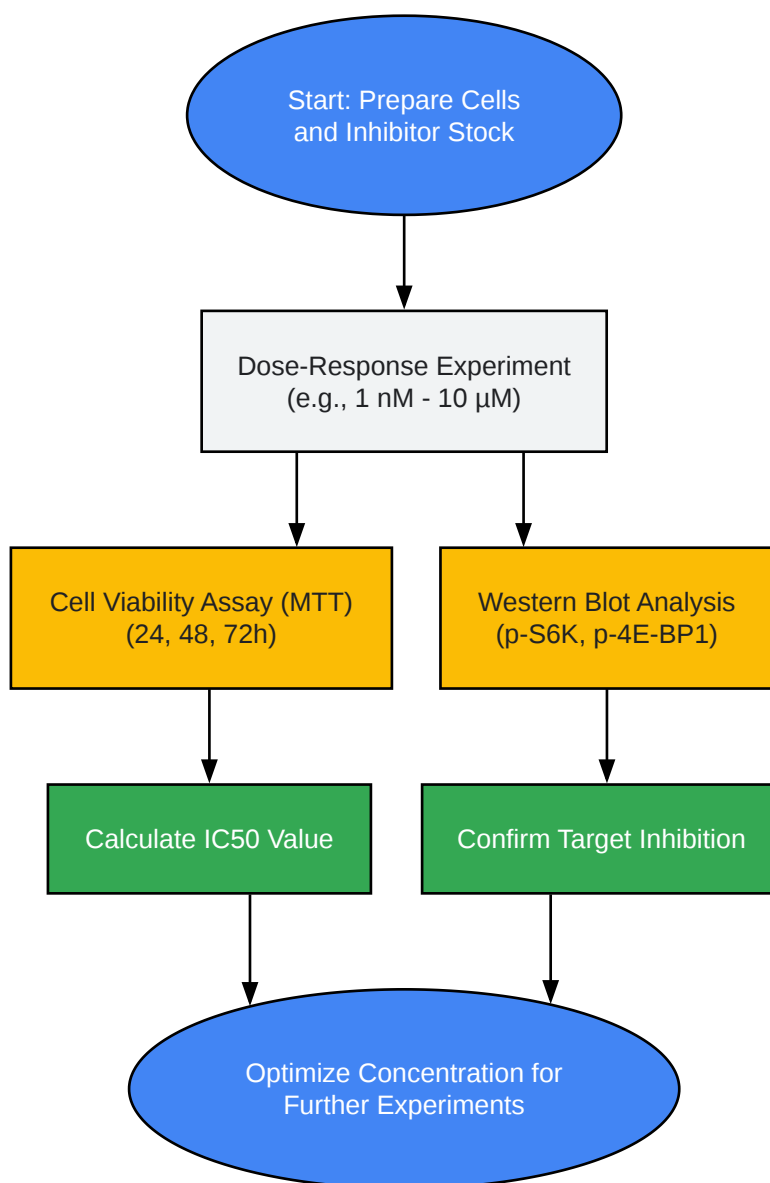 Start: Prepare Cells
and Inhibitor Stock
Dose-Response Experiment
(e.g., 1 nM - 10 µM)
Cell Viability Assay (MTT)
(24, 48, 72h)
Western Blot Analysis
(p-S6K, p-4E-BP1)
Calculate IC50 Value
Confirm Target Inhibition
Optimize Concentration for
Further Experiments